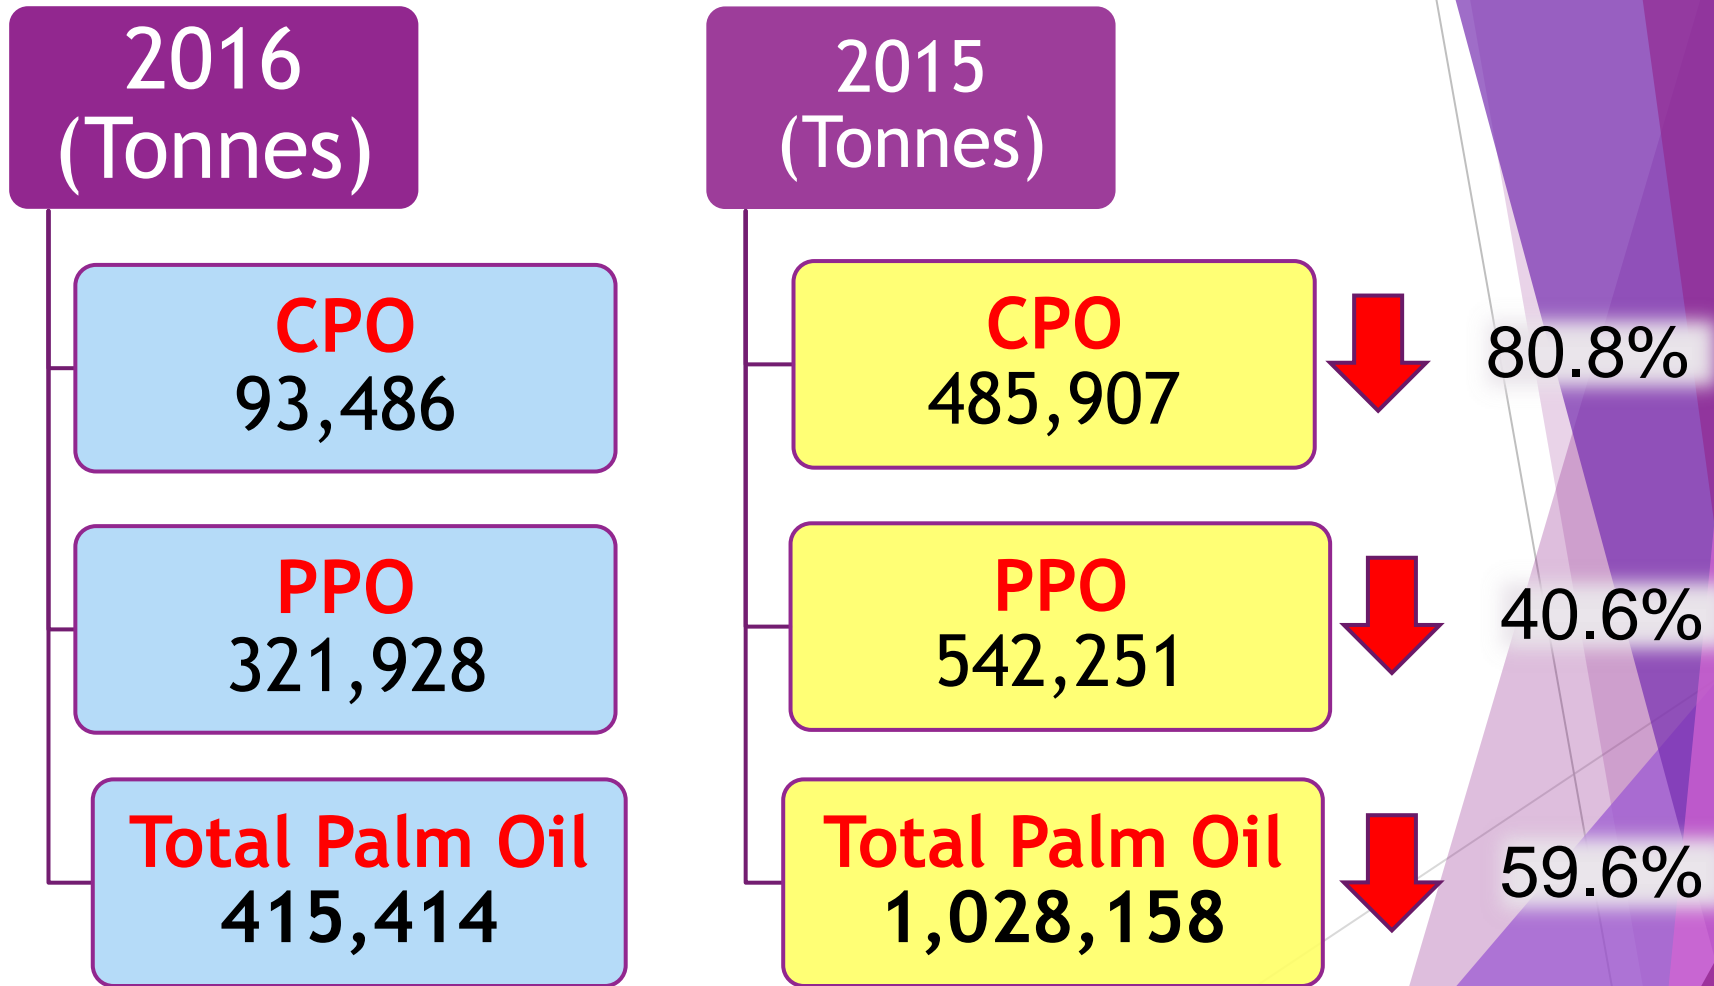 2016
(Tonnes)
CPO
93,486
PPO
321,928
Total Palm Oil
415,414
2015
(Tonnes)
CPO
485,907
80.8%
PPO
542,251
40.6%
Total Palm Oil
1,028,158
59.6%